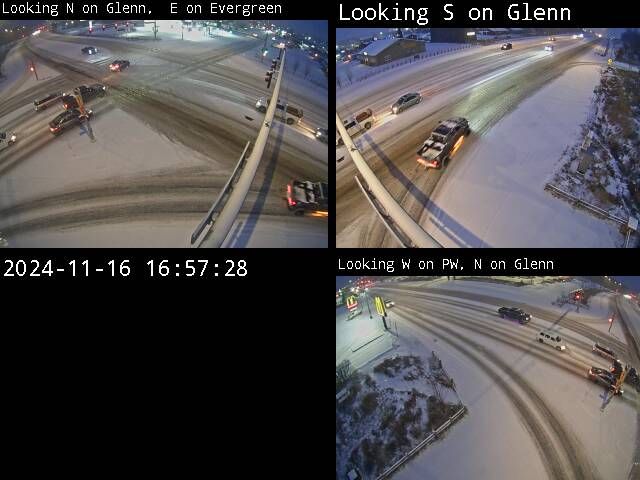 Looking N on Glenn,  E on Evergreen
Looking S on Glenn
2024-11-16 16:57:28
Looking W on PW, N on Glenn